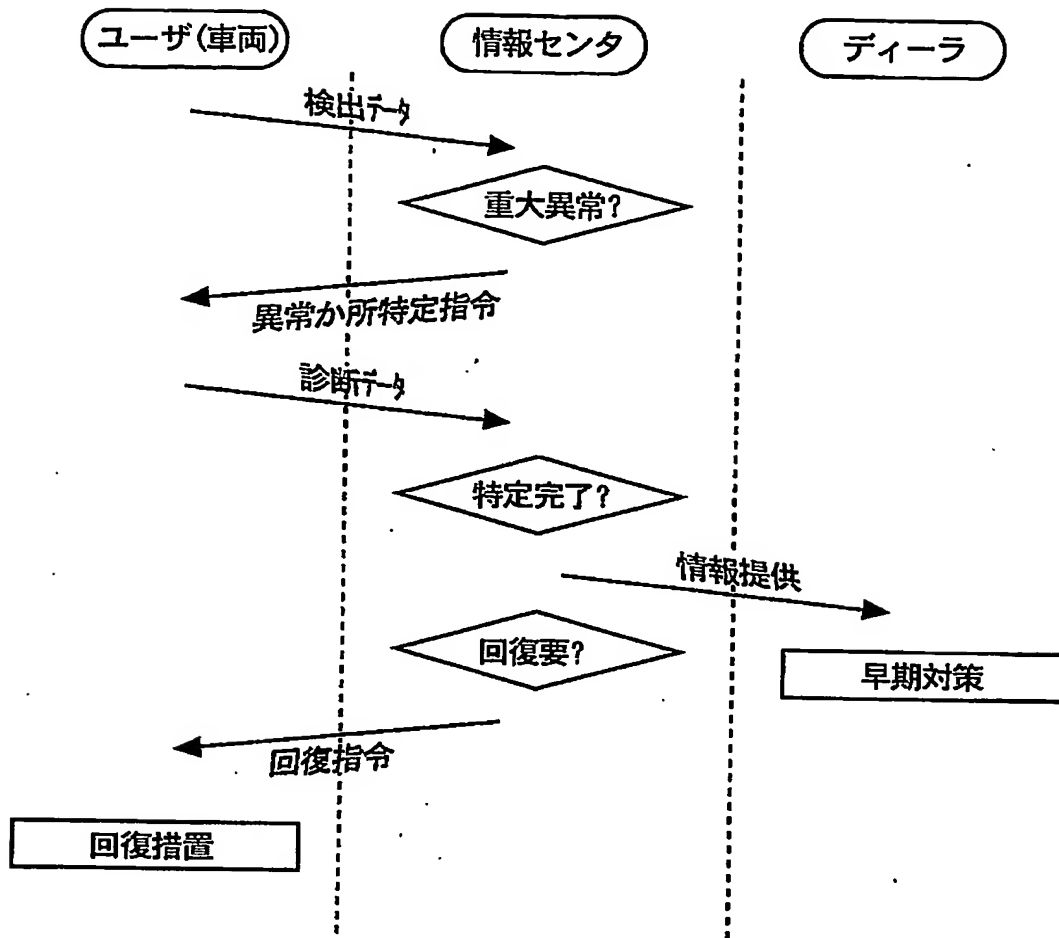 ユーザ(車両)
情報センタ
ディーラ
検出データ
重大異常?
異常か所特定指令
診断データ
特定完了?
情報提供
回復要?
早期対策
回復指令
回復措置